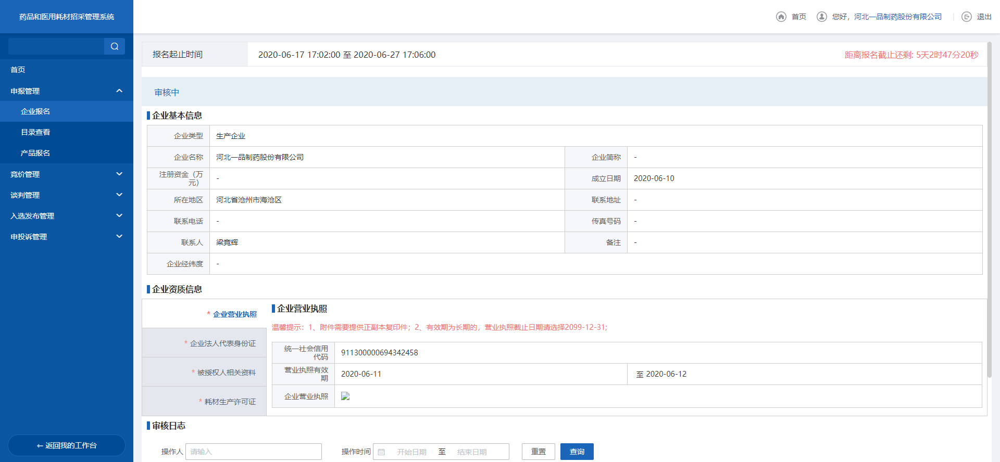 药品和医用耗材招采管理系统
首页
您好，河北一品制药股份有限公司
退出
首页
申报管理
企业报名
目录查看
产品报名
竞价管理
谈判管理
入选发布管理
申投诉管理
返回我的工作台
报名起止时间
2020-06-17 17:02:00 至 2020-06-27 17:06:00
距离报名截止还剩: 5天2时47分20秒
审核中
企业基本信息
企业类型
生产企业
企业名称
河北一品制药股份有限公司
企业简称
-
注册资金（万
元）
-
成立日期
2020-06-10
所在地区
河北省沧州市海沧区
联系地址
-
联系电话
-
传真号码
-
联系人
梁竞辉
备注
-
企业经纬度
-
企业资质信息
* 企业营业执照
* 企业法人代表身份证
* 被授权人相关资料
* 耗材生产许可证
企业营业执照
温馨提示：1、附件需要提供正副本复印件；2、有效期为长期的，营业执照截止日期请选择2099-12-31;
统一社会信用
代码
911300000694342458
营业执照有效
期
2020-06-11
至 2020-06-12
企业营业执照
审核日志
操作人
请输入
操作时间
开始日期
至
结束日期
重置
查询